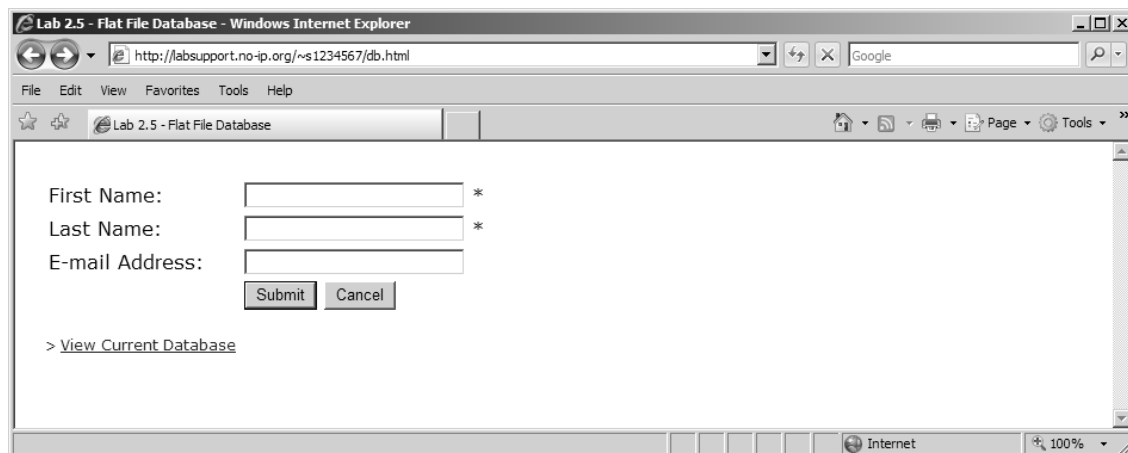 Lab 2.5 - Flat File Database - Windows Internet Explorer
http://labsupport.no-ip.org/~s1234567/db.html
Google
File Edit View Favorites Tools Help
Lab 2.5 - Flat File Database
Page Tools »
First Name: *
Last Name: *
E-mail Address:
Submit Cancel
> View Current Database
Internet 100%